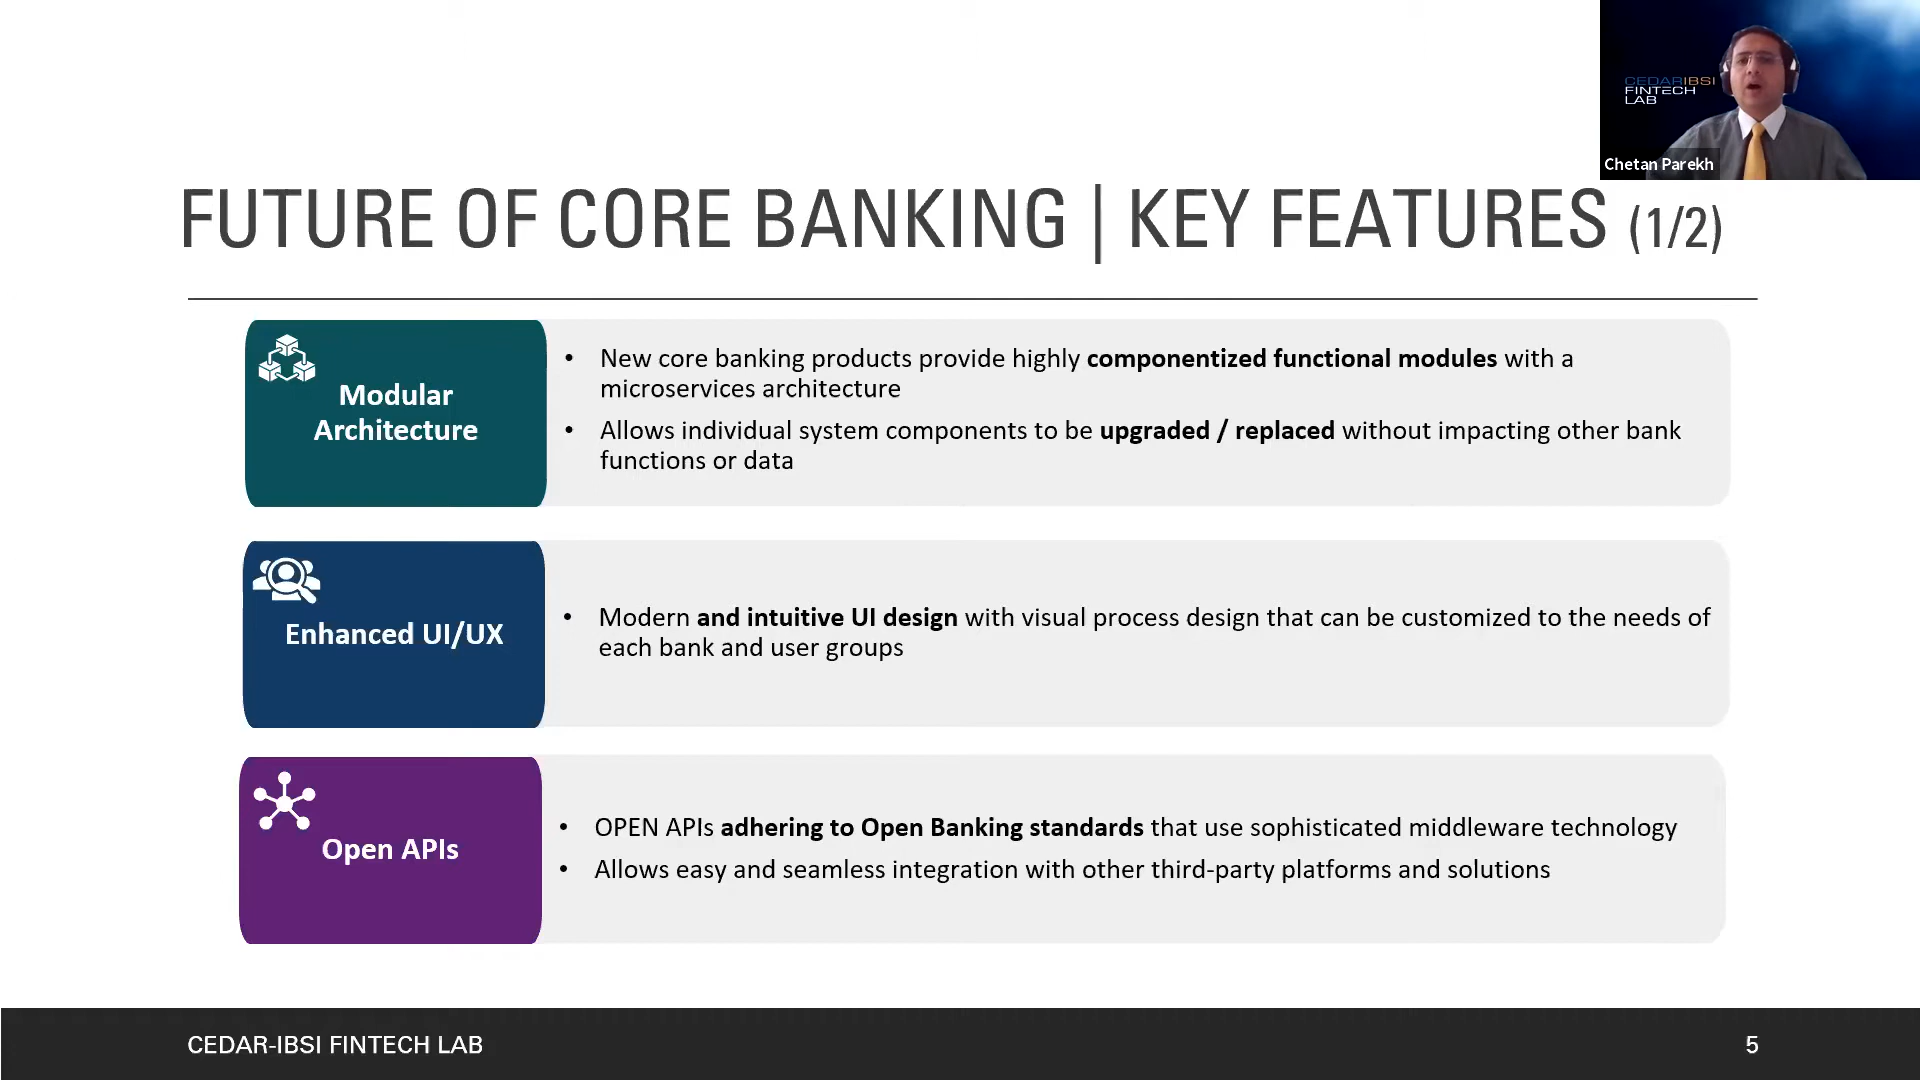 CEDARIBSI
FINTECH
LAB
Chetan Parekh
FUTURE OF CORE BANKING | KEY FEATURES (1/2)
Modular
Architecture
• New core banking products provide highly componentized functional modules with a
microservices architecture
• Allows individual system components to be upgraded / replaced without impacting other bank
functions or data
Enhanced UI/UX
• Modern and intuitive UI design with visual process design that can be customized to the needs of
each bank and user groups
Open APIs
• OPEN APIs adhering to Open Banking standards that use sophisticated middleware technology
• Allows easy and seamless integration with other third-party platforms and solutions
CEDAR-IBSI FINTECH LAB
5